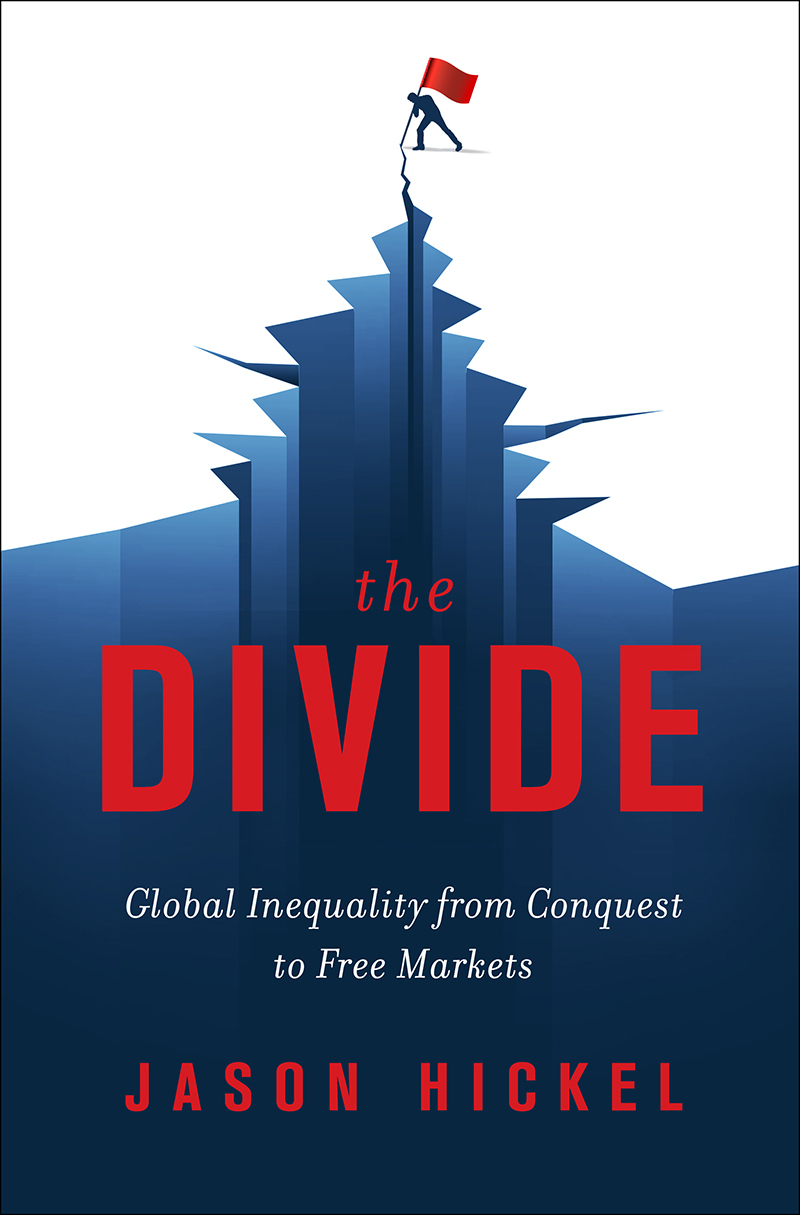 the
DIVIDE
Global Inequality from Conquest
to Free Markets
JASON HICKEL